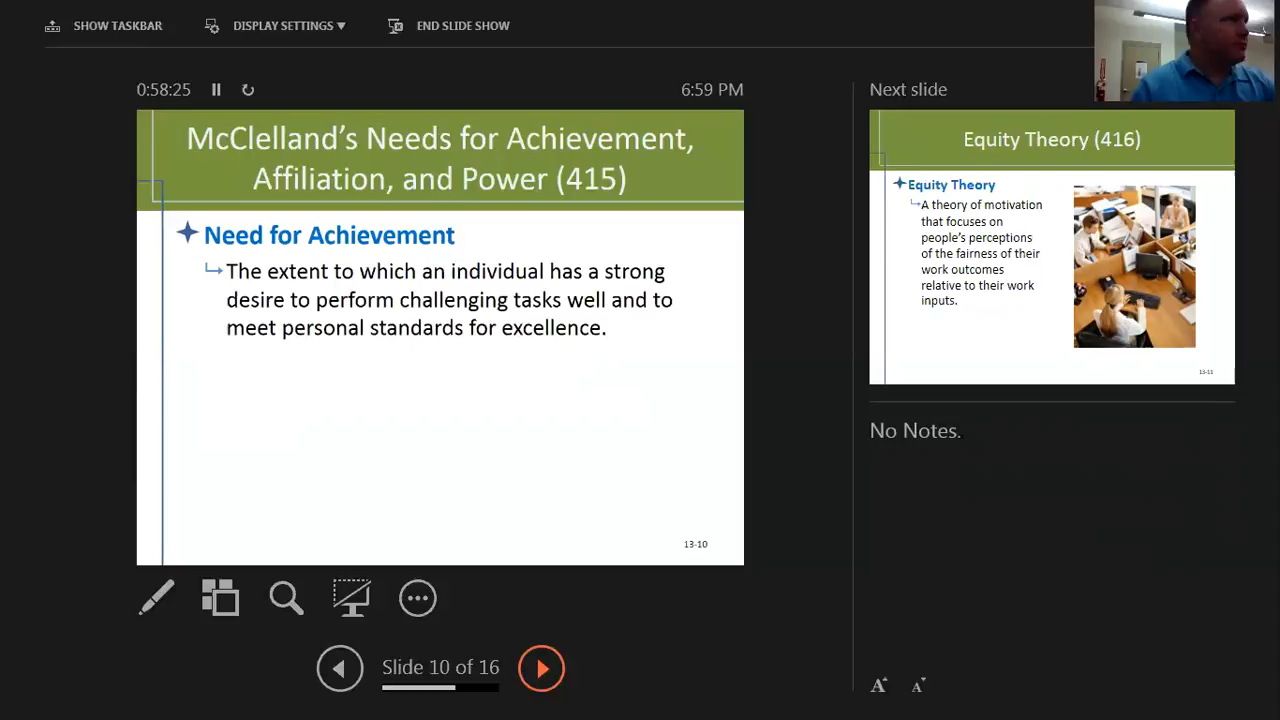 SHOW TASKBAR
DISPLAY SETTINGS ▼
END SLIDE SHOW
0:58:25
6:59 PM
McClelland’s Needs for Achievement,
Affiliation, and Power (415)
Need for Achievement
The extent to which an individual has a strong
desire to perform challenging tasks well and to
meet personal standards for excellence.
13-10
Slide 10 of 16
Next slide
Equity Theory (416)
Equity Theory
A theory of motivation
that focuses on
people’s perceptions
of the fairness of their
work outcomes
relative to their work
inputs.
13-11
No Notes.
A
A